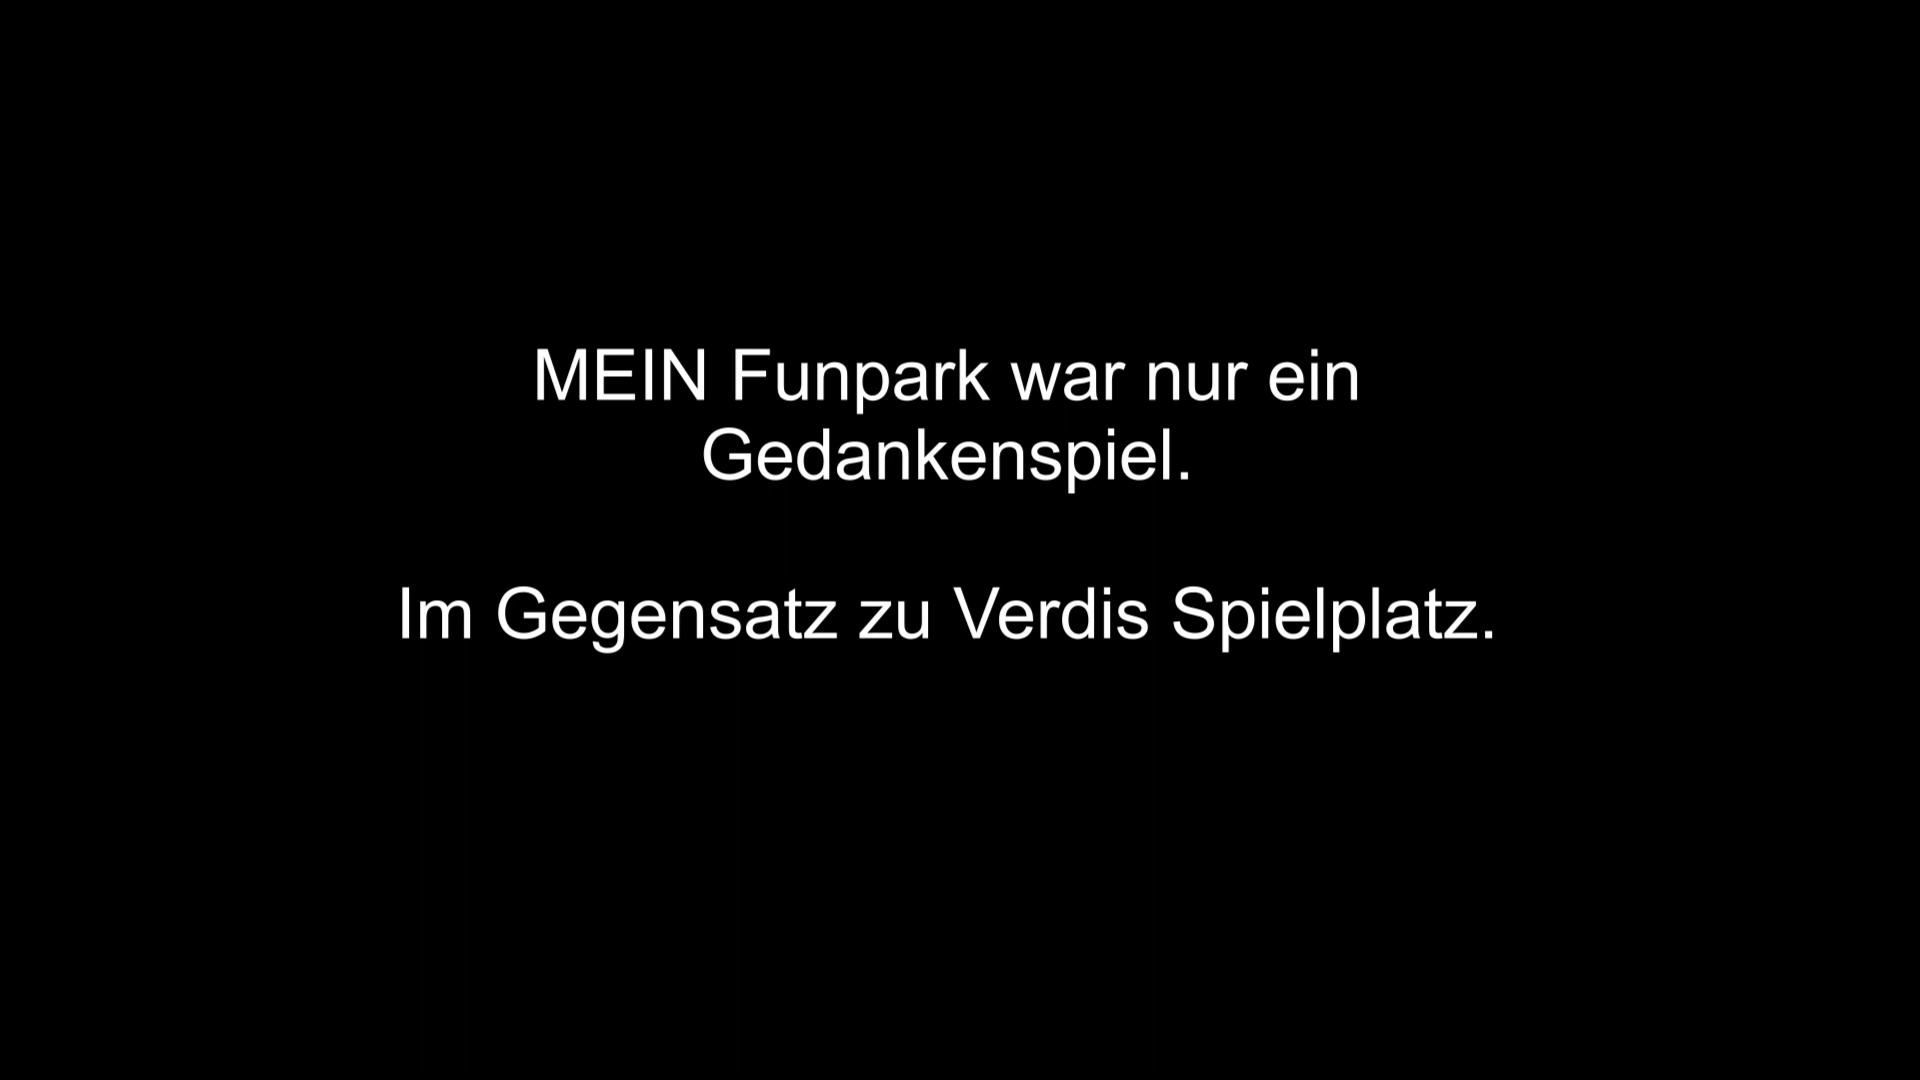 MEIN Funpark war nur ein
Gedankenspiel.
Im Gegensatz zu Verdis Spielplatz.